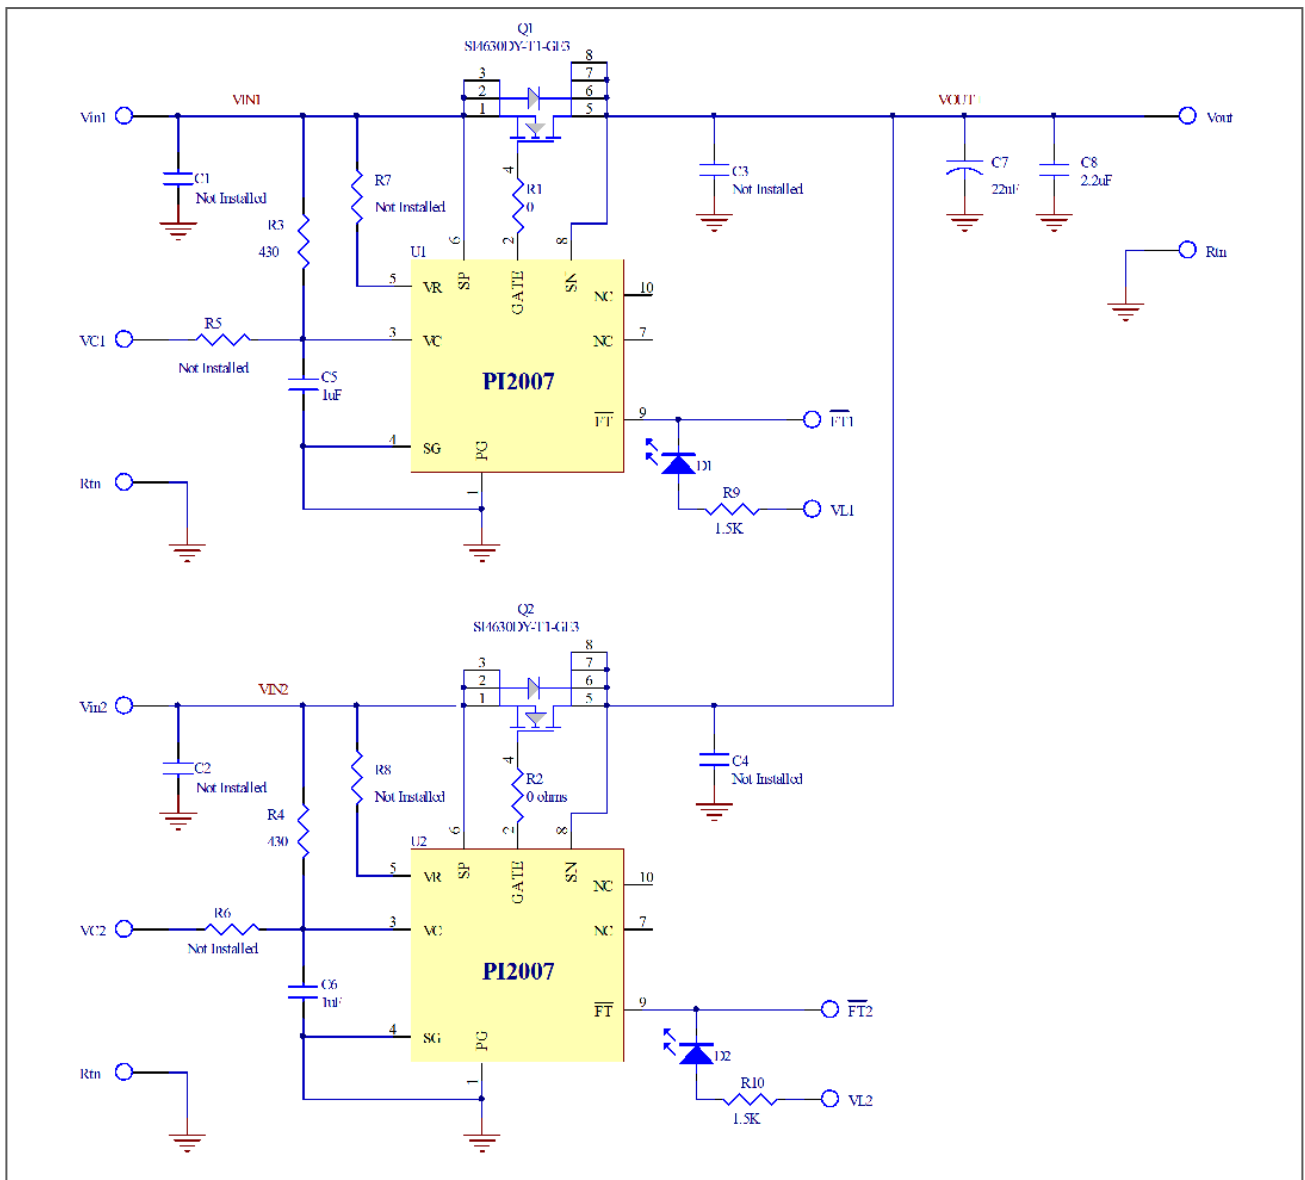 Q1
SI4630DY-T1-GE3
3
2
1
8
7
6
5
Vin1
VIN1
VOUT
Vout
C1
Not Installed
R7
Not Installed
4
R1
0
C3
Not Installed
C7
22uF
C8
2.2uF
R3
430
6
2
8
Rtn
U1
5
VR
SP
GATE
SN
NC
10
VC1
R5
Not Installed
3
VC
NC
7
C5
1uF
PI2007
FT
9
FT1
4
SG
PG
D1
Rtn
1
R9
1.5K
VL1
Q2
SI4630DY-T1-GE3
3
2
1
8
7
6
5
Vin2
VIN2
C2
Not Installed
R8
Not Installed
4
R2
0 ohms
C4
Not Installed
R4
430
6
2
8
U2
5
VR
SP
GATE
SN
NC
10
VC2
R6
Not Installed
3
VC
NC
7
C6
1uF
PI2007
FT
9
FT2
4
SG
PG
D2
Rtn
1
R10
1.5K
VL2